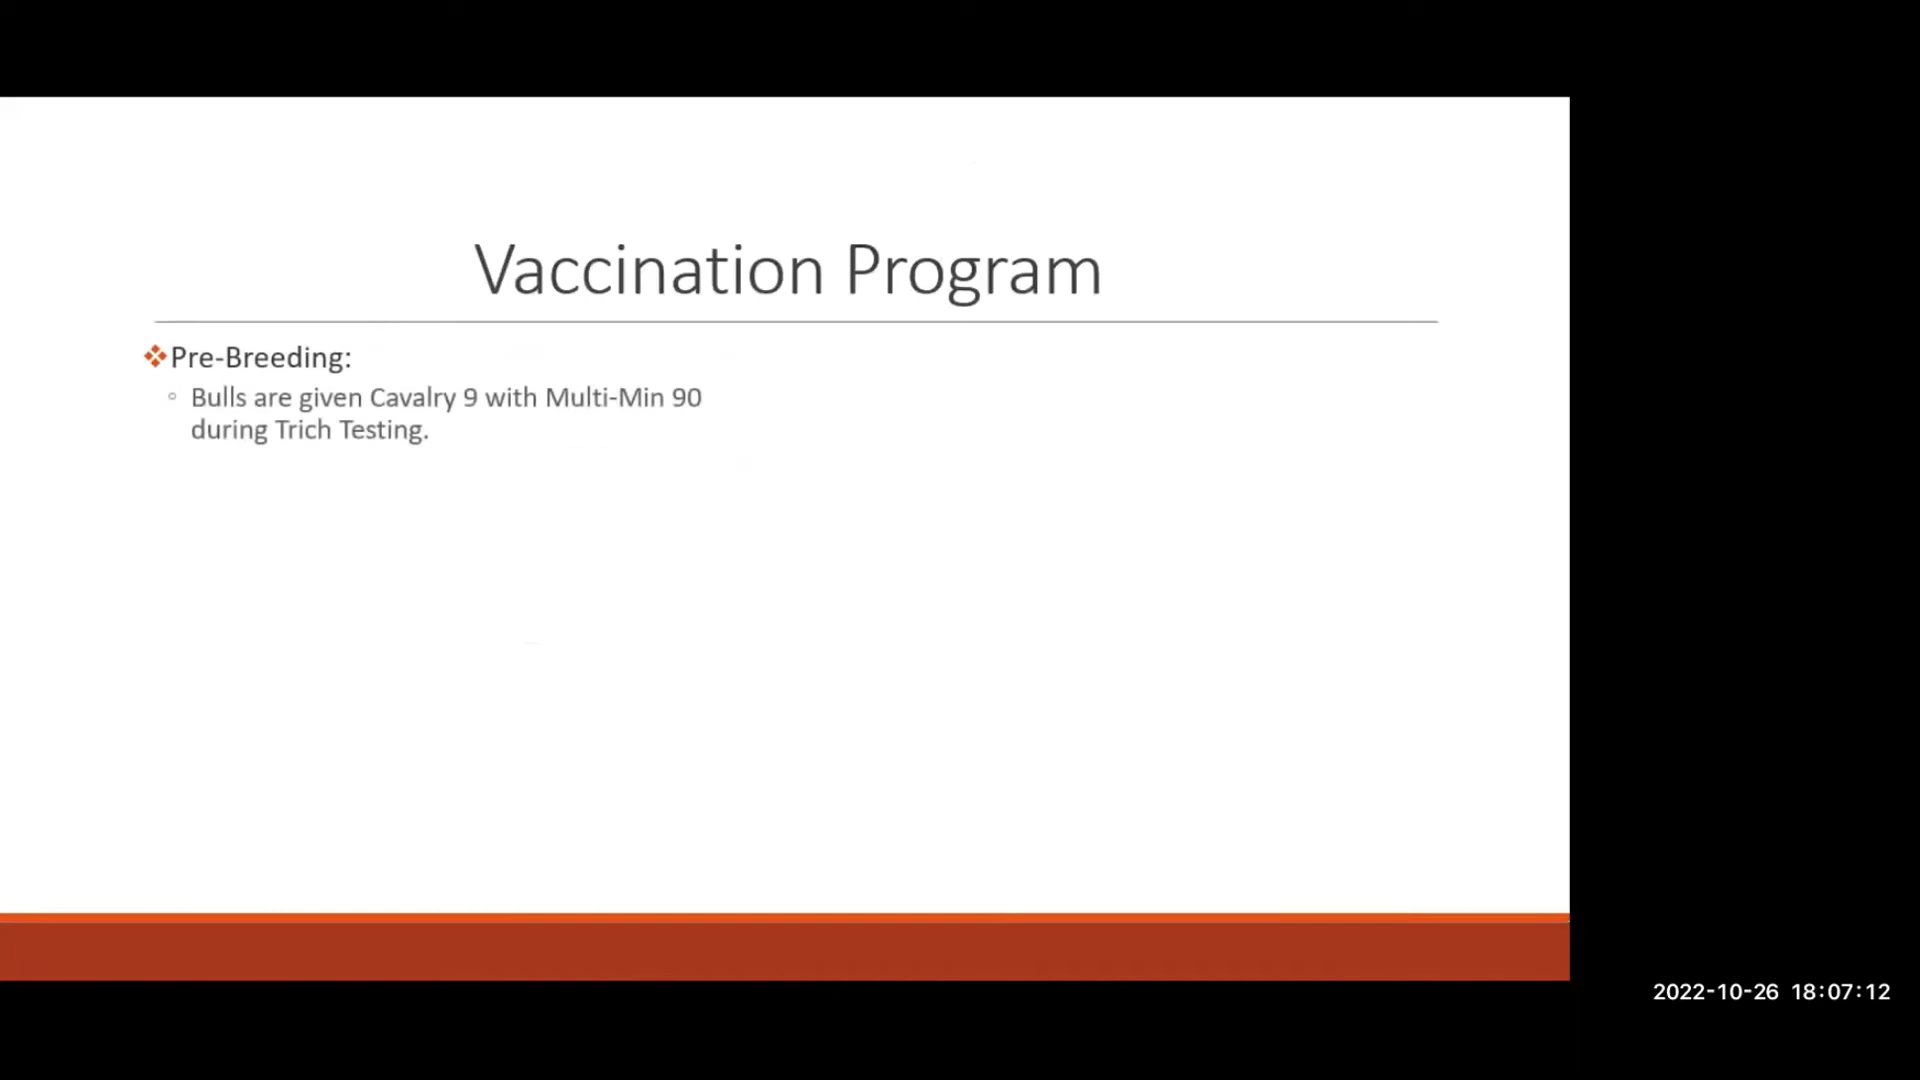 Vaccination Program
❖Pre-Breeding:
◦ Bulls are given Cavalry 9 with Multi-Min 90
during Trich Testing.
2022-10-26 18:07:12